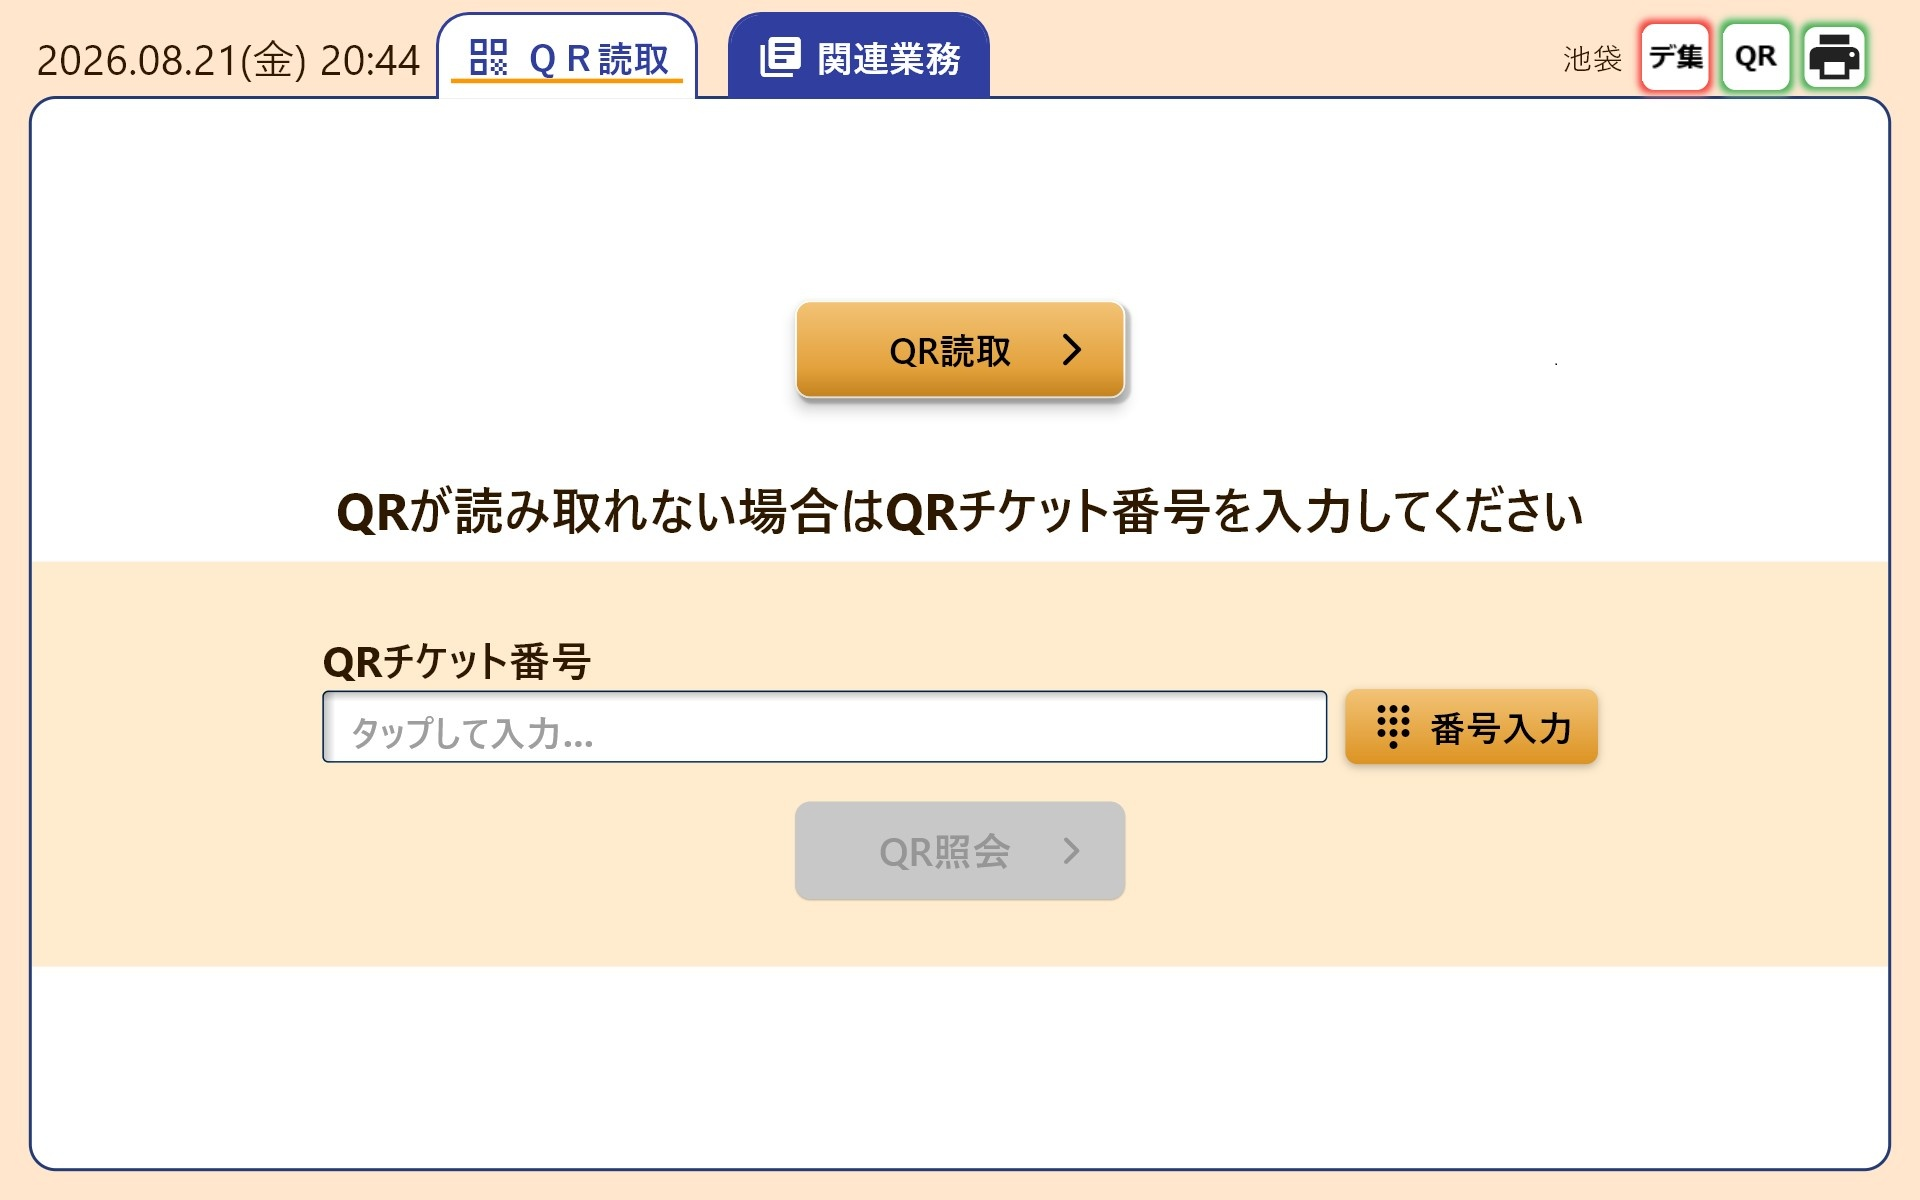 2026.08.21(金) 20:44
ＱＲ読取
関連業務
池袋
デ集
QR
QR読取
QRが読み取れない場合はQRチケット番号を入力してください
QRチケット番号
タップして入力...
番号入力
QR照会